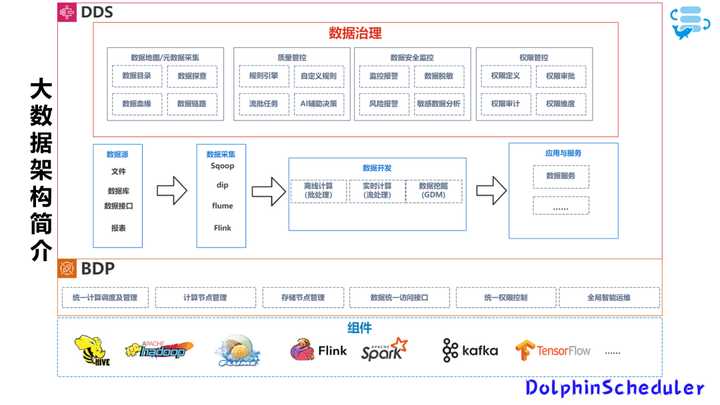 大数据架构简介
DDS
数据治理
数据地图/元数据采集
数据目录
数据探查
数据血缘
数据链路
质量管控
规则引擎
自定义规则
流批任务
AI辅助决策
数据安全监控
监控报警
数据脱敏
风险报警
敏感数据分析
权限管控
权限定义
权限审批
权限审计
权限维度
数据源
文件
数据库
数据接口
报表
数据采集
Sqoop
dip
flume
Flink
数据开发
离线计算
(批处理)
实时计算
(流处理)
数据挖掘
(GDM)
应用与服务
数据服务
......
BDP
统一计算调度及管理
计算节点管理
存储节点管理
数据统一访问接口
统一权限控制
全局智能运维
组件
HIVE
APACHE
hadoop
FLUME
Flink
APACHE
Spark
kafka
TensorFlow
......
DolphinScheduler